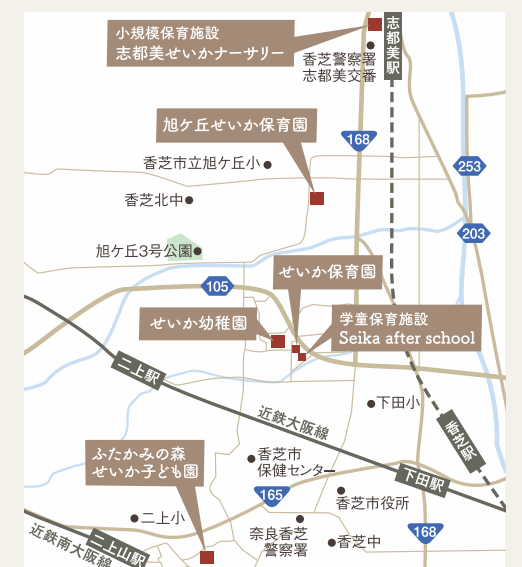 小規模保育施設
志都美せいかナーサリー
志都美駅
香芝警察署
志都美交番
旭ケ丘せいか保育園
168
香芝市立旭ケ丘小
253
香芝北中
203
旭ケ丘3号公園
せいか保育園
105
せいか幼稚園
学童保育施設
Seika after school
二上駅
下田小
近鉄大阪線
香芝駅
ふたかみの森
せいか子ども園
香芝市
保健センター
下田駅
165
香芝市役所
二上小
奈良香芝
警察署
168
香芝中
近鉄南大阪線
二上山駅